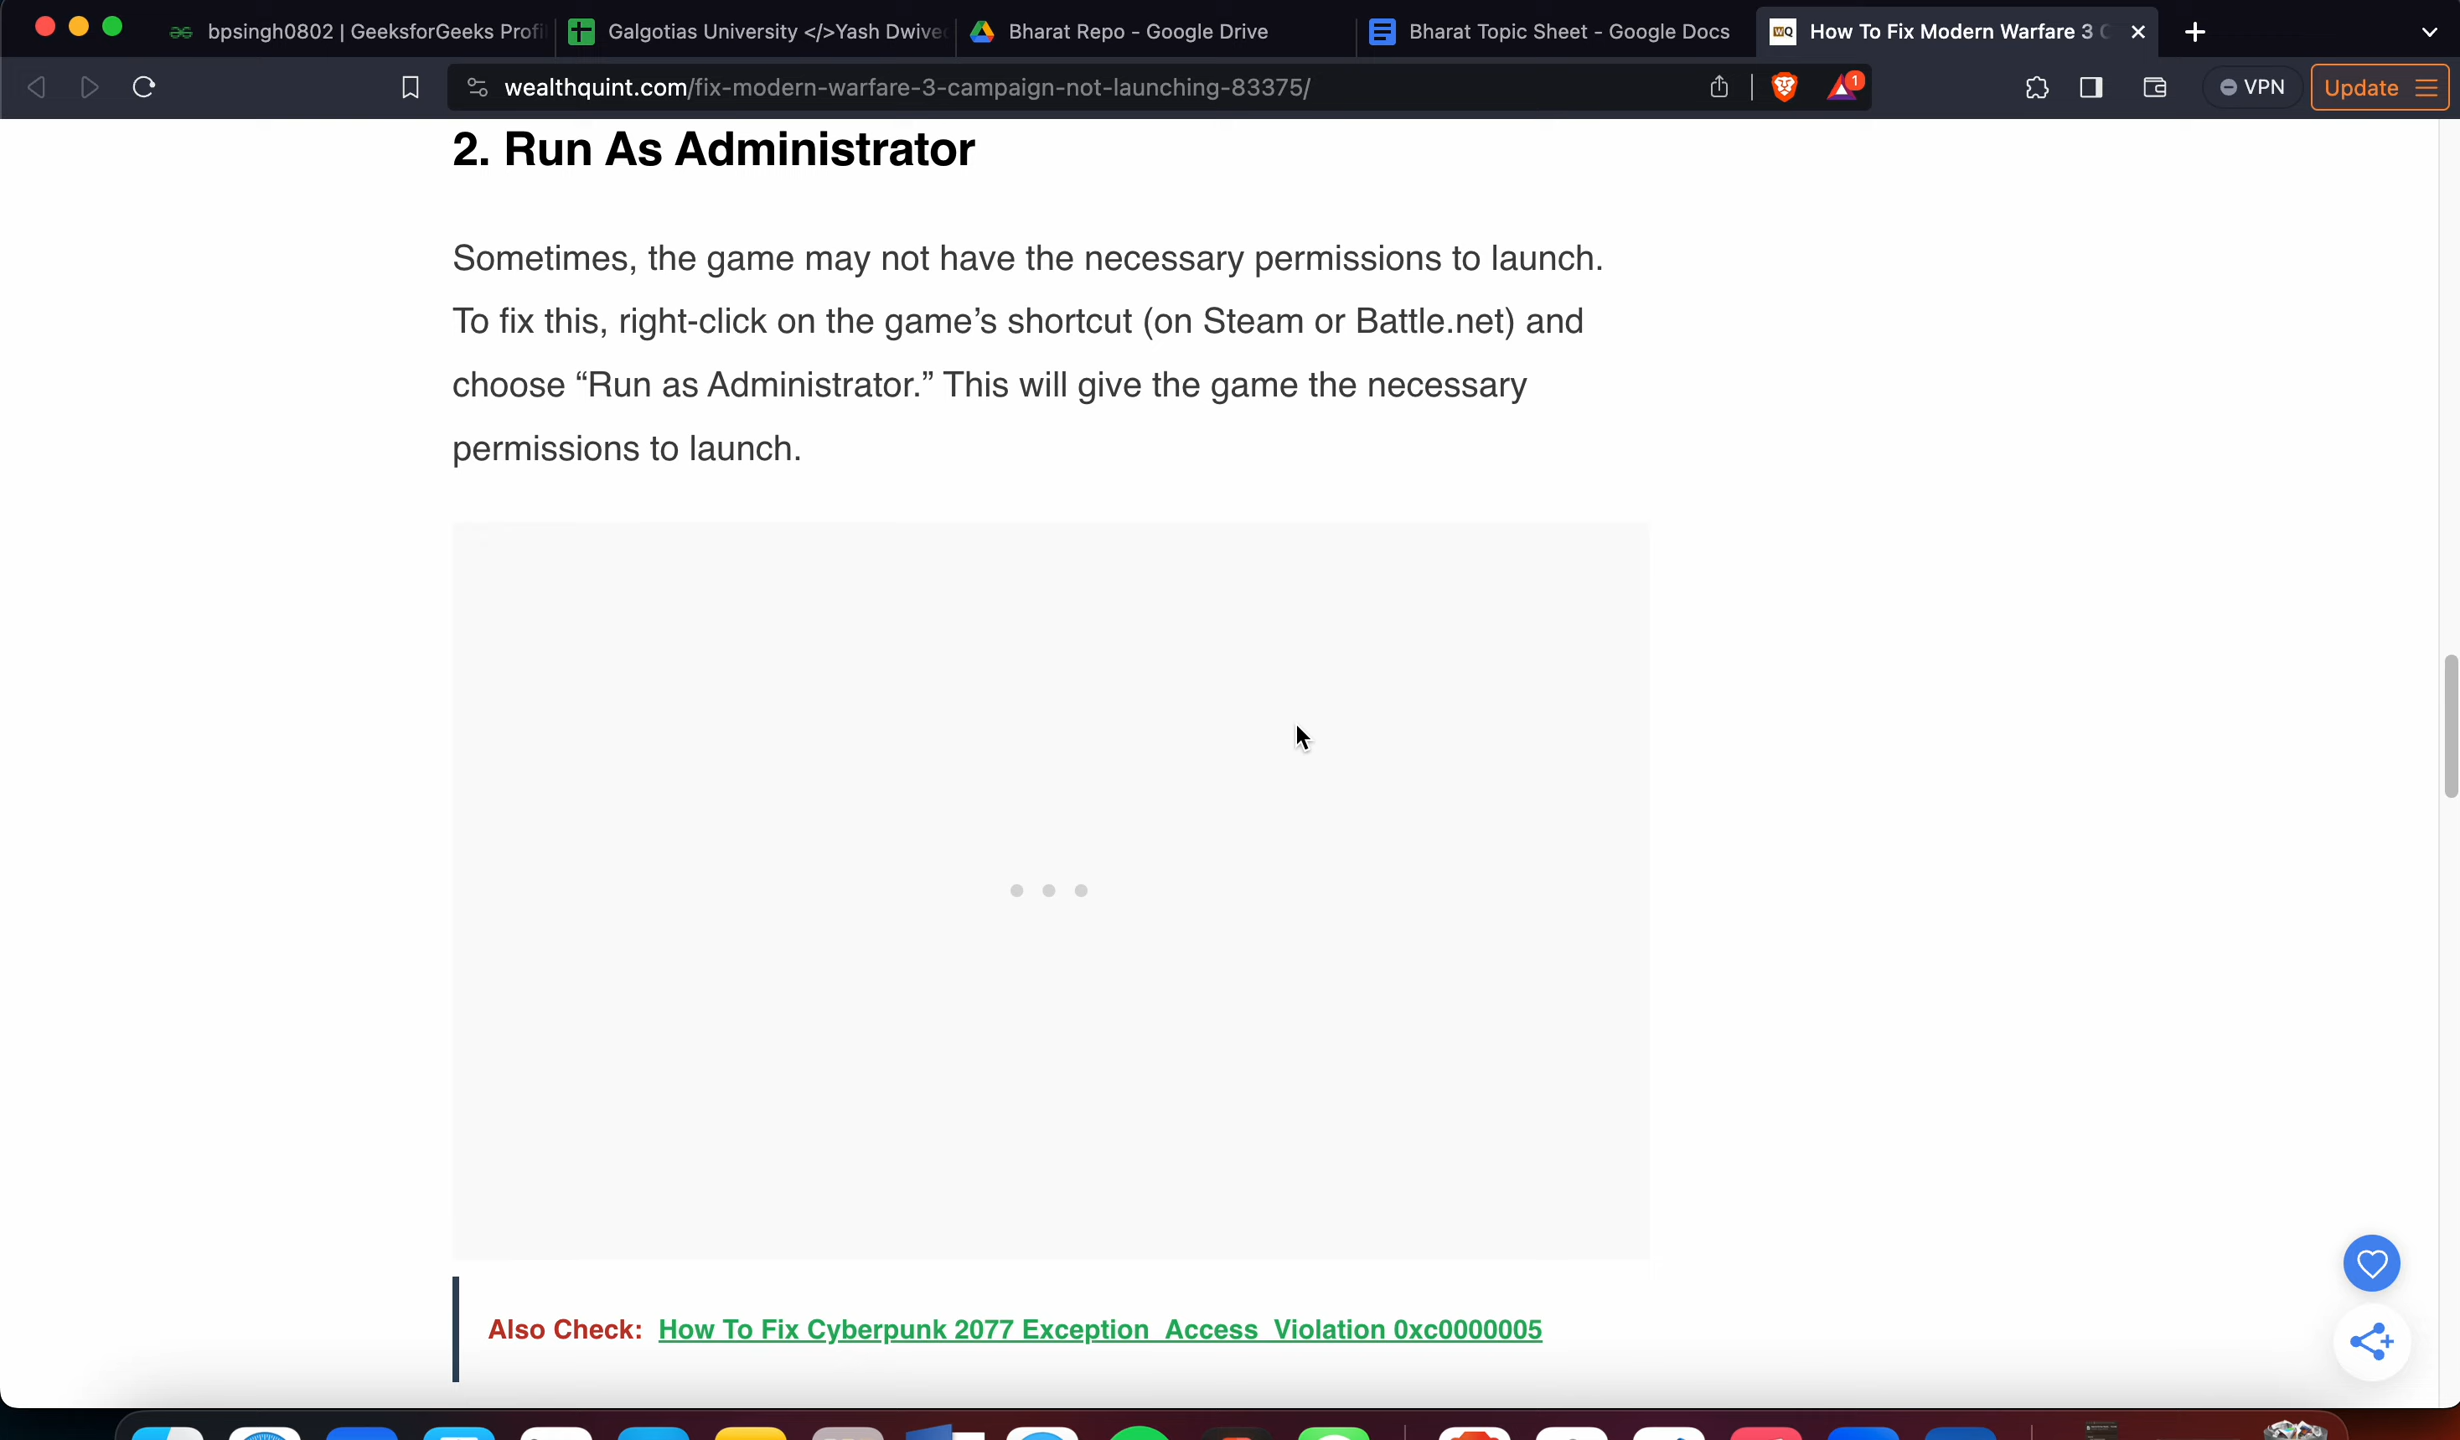 bpsingh0802 | GeeksforGeeks Profi
Galgotias University </>Yash Dwive
Bharat Repo - Google Drive
Bharat Topic Sheet - Google Docs
How To Fix Modern Warfare 3 C
wealthquint.com/fix-modern-warfare-3-campaign-not-launching-83375/
1
VPN
Update
2. Run As Administrator
Sometimes, the game may not have the necessary permissions to launch.
To fix this, right-click on the game’s shortcut (on Steam or Battle.net) and
choose “Run as Administrator.” This will give the game the necessary
permissions to launch.
Also Check: How To Fix Cyberpunk 2077 Exception_Access_Violation 0xc0000005